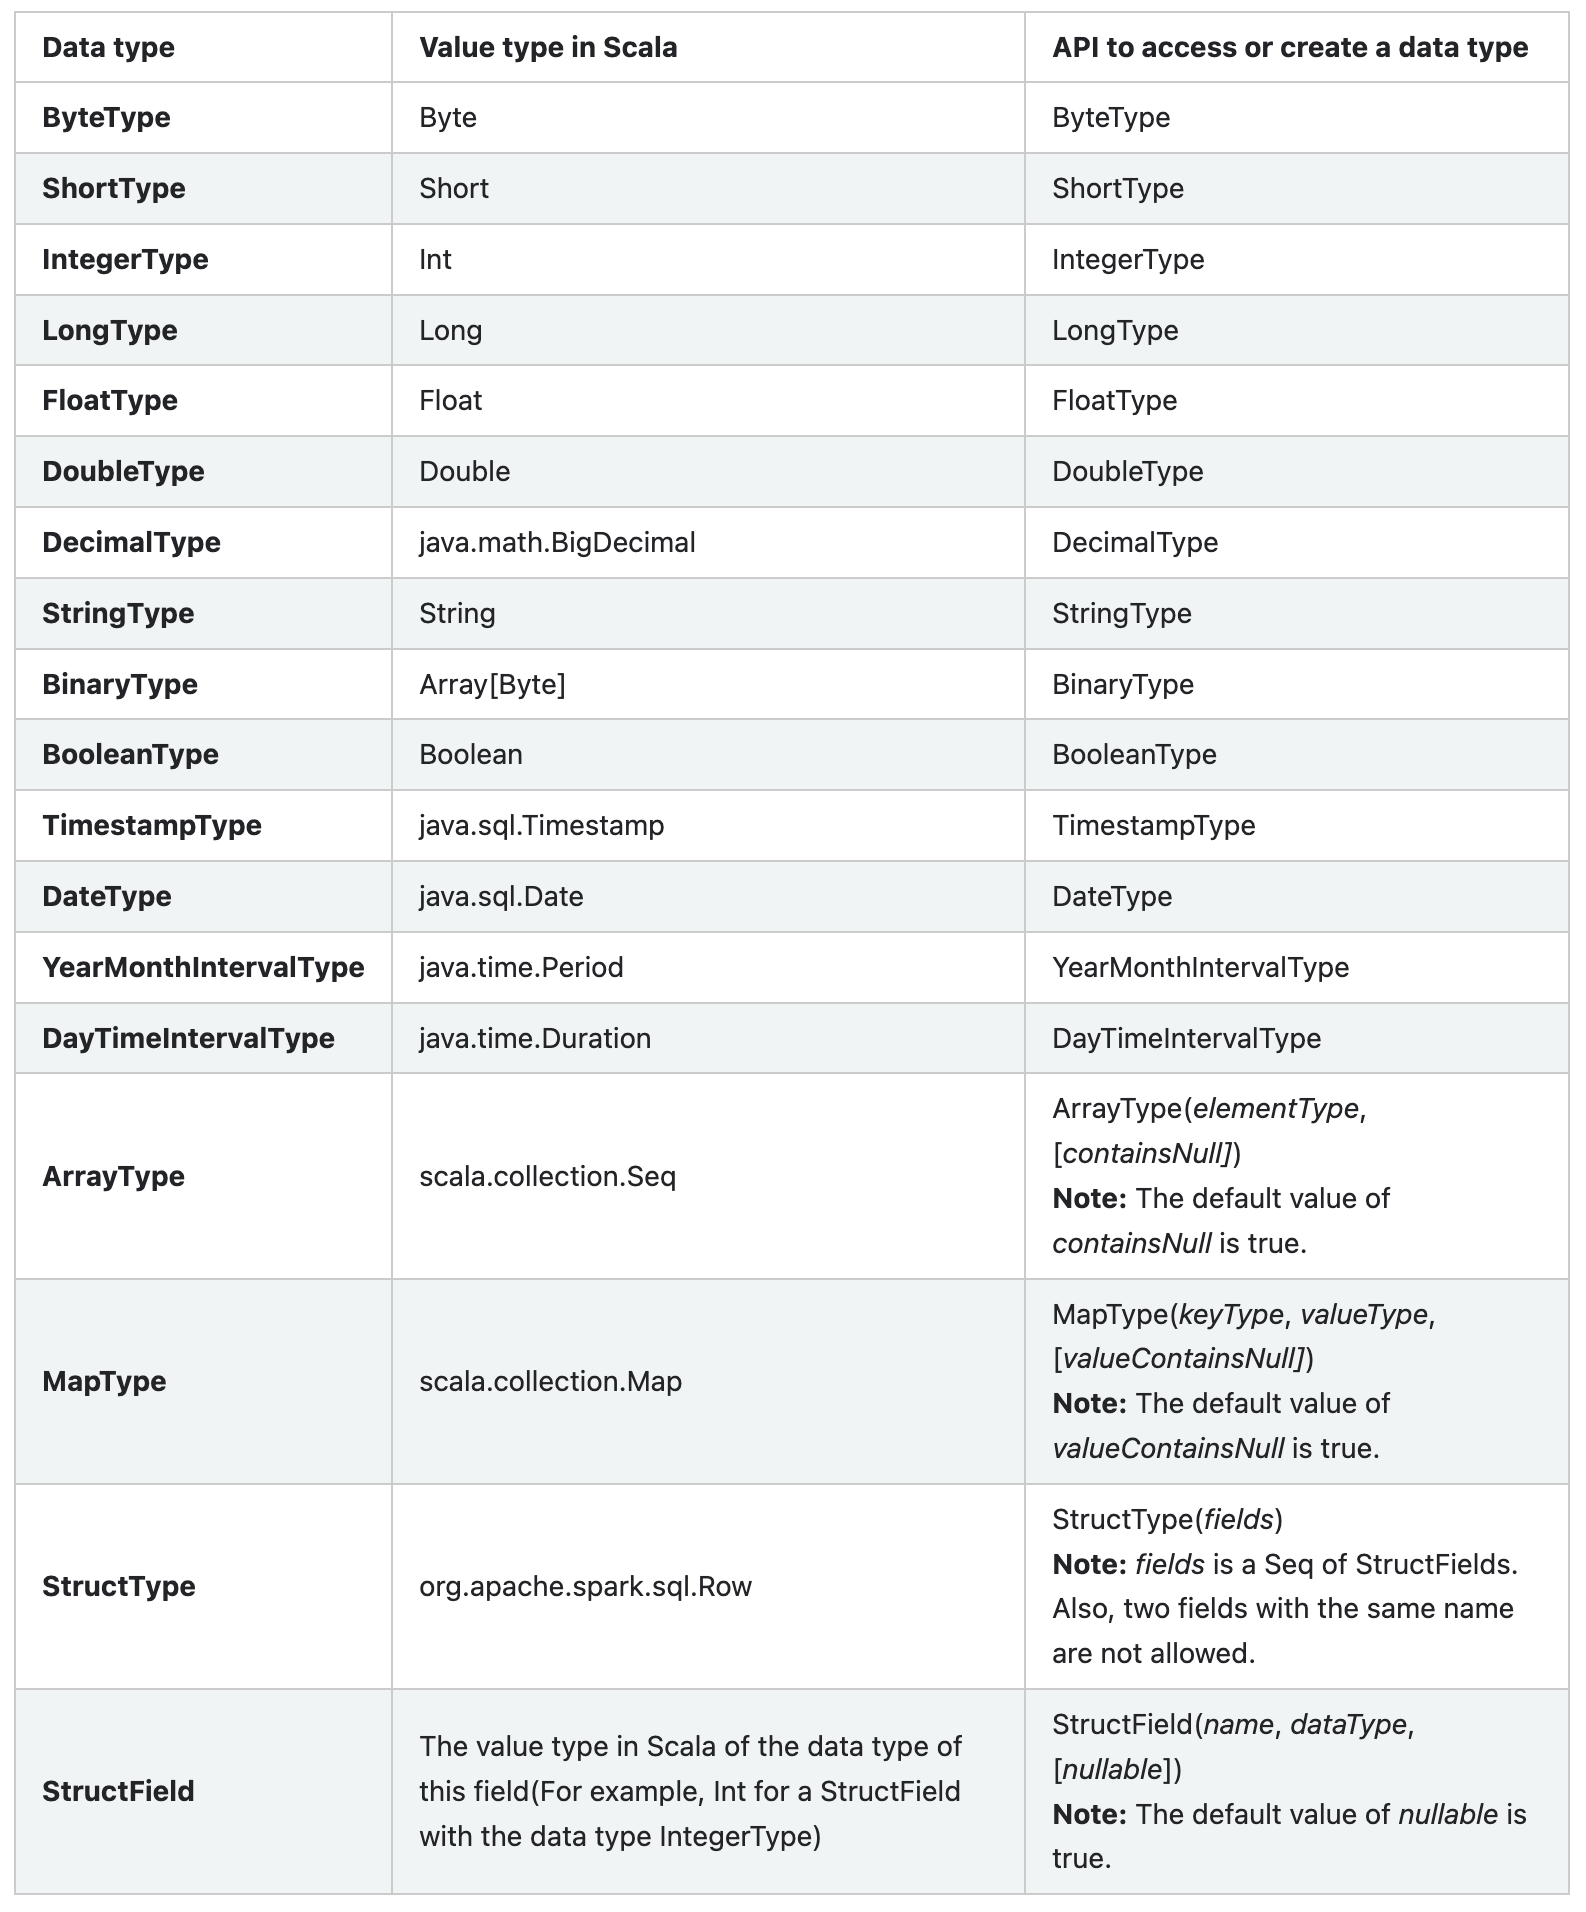 Data type Value type in Scala API to access or create a data type
ByteType Byte ByteType
ShortType Short ShortType
IntegerType Int IntegerType
LongType Long LongType
FloatType Float FloatType
DoubleType Double DoubleType
DecimalType java.math.BigDecimal DecimalType
StringType String StringType
BinaryType Array[Byte] BinaryType
BooleanType Boolean BooleanType
TimestampType java.sql.Timestamp TimestampType
DateType java.sql.Date DateType
YearMonthIntervalType java.time.Period YearMonthIntervalType
DayTimeIntervalType java.time.Duration DayTimeIntervalType
ArrayType scala.collection.Seq ArrayType(elementType,
[containsNull])
Note: The default value of
containsNull is true.
MapType scala.collection.Map MapType(keyType, valueType,
[valueContainsNull])
Note: The default value of
valueContainsNull is true.
StructType org.apache.spark.sql.Row StructType(fields)
Note: fields is a Seq of StructFields.
Also, two fields with the same name
are not allowed.
StructField
The value type in Scala of the data type of
this field(For example, Int for a StructField
with the data type IntegerType)
StructField(name, dataType,
[nullable])
Note: The default value of nullable is
true.